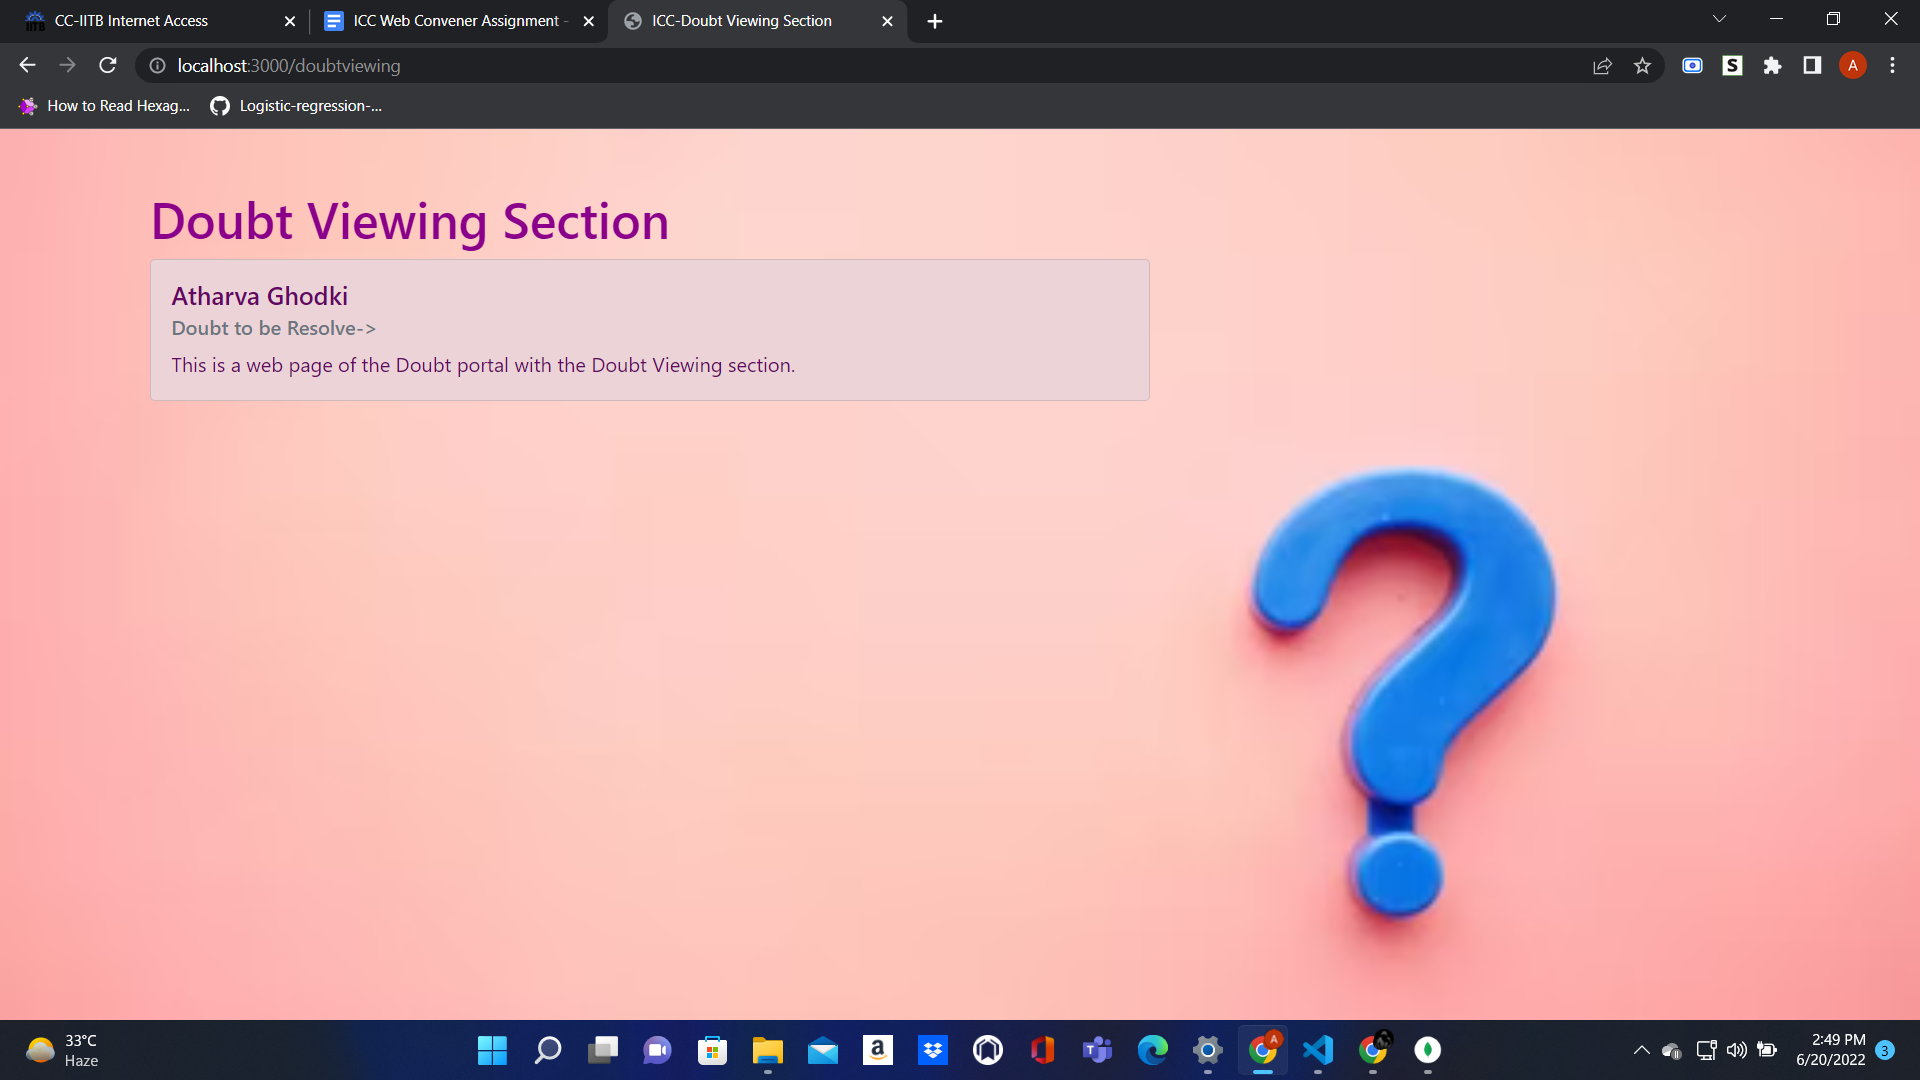 CC-IITB Internet Access
ICC Web Convener Assignment -
ICC-Doubt Viewing Section
localhost:3000/doubtviewing
S
A
How to Read Hexag...
Logistic-regression-...
Doubt Viewing Section
Atharva Ghodki
Doubt to be Resolve->
This is a web page of the Doubt portal with the Doubt Viewing section.
?
33°C
Haze
A
2:49 PM
6/20/2022
3